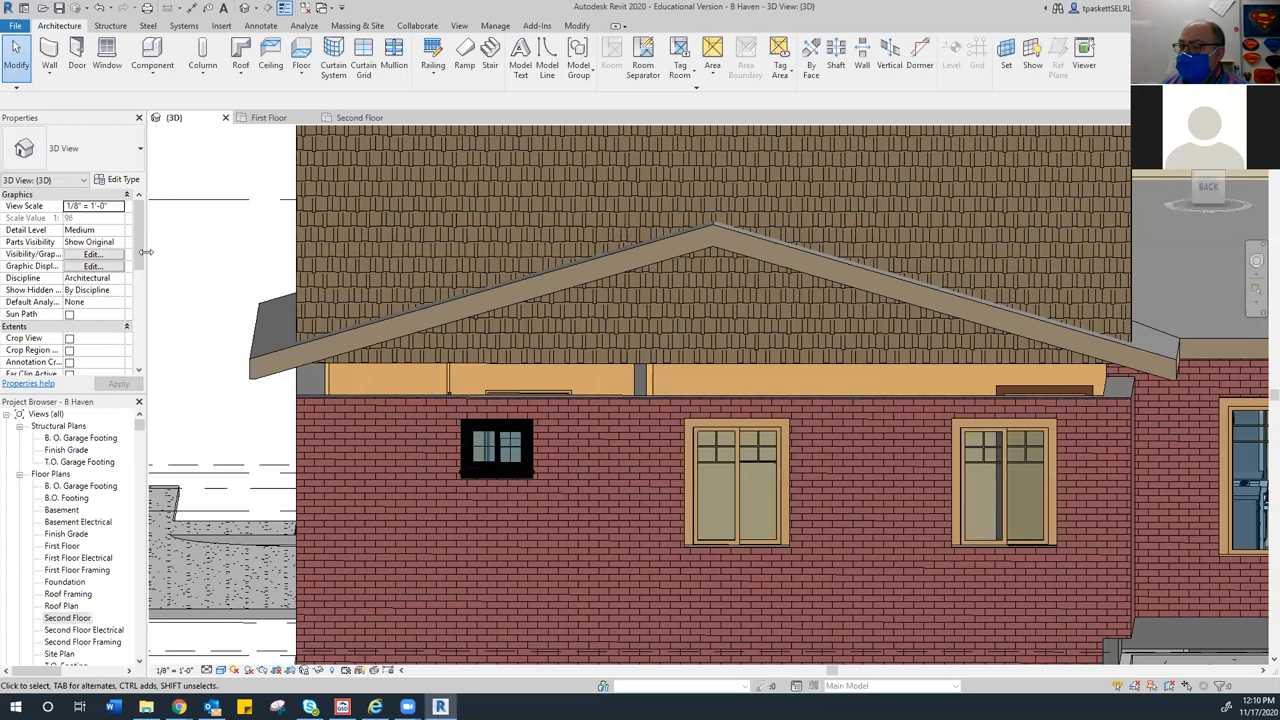 Autodesk Revit 2020 - Educational Version - B Haven - 3D View: {3D}
tpaskettSELRL
File Architecture Structure Steel Systems Insert Annotate Analyze Massing & Site Collaborate View Manage Add-Ins Modify
Modify Wall Door Window Component Column Roof Ceiling Floor Curtain System Curtain Grid Mullion Railing Ramp Stair Model Text Model Line Model Group Room Room Separator Tag Room Area Area Boundary Tag Area By Face Shaft Wall Vertical Dormer Level Grid Set Show Ref Plane Viewer
Properties
{3D} First Floor Second Floor
3D View
3D View: {3D} Edit Type
Graphics
View Scale 1/8" = 1'-0"
Scale Value 1: 96
Detail Level Medium
Parts Visibility Show Original
Visibility/Grap... Edit...
Graphic Displ... Edit...
Discipline Architectural
Show Hidden ... By Discipline
Default Analy... None
Sun Path
Extents
Crop View
Crop Region ...
Annotation Cr...
Far Clip Active
Properties help Apply
Project Browser - B Haven
Views (all)
Structural Plans
B. O. Garage Footing
Finish Grade
T.O. Garage Footing
Floor Plans
B. O. Garage Footing
B.O. Footing
Basement
Basement Electrical
Finish Grade
First Floor
First Floor Electrical
First Floor Framing
Foundation
Roof Framing
Roof Plan
Second Floor
Second Floor Electrical
Second Floor Framing
Site Plan
BACK
1/8" = 1'-0"
Click to select, TAB for alternates, CTRL adds, SHIFT unselects.
:0
Main Model
:0
12:10 PM
11/17/2020